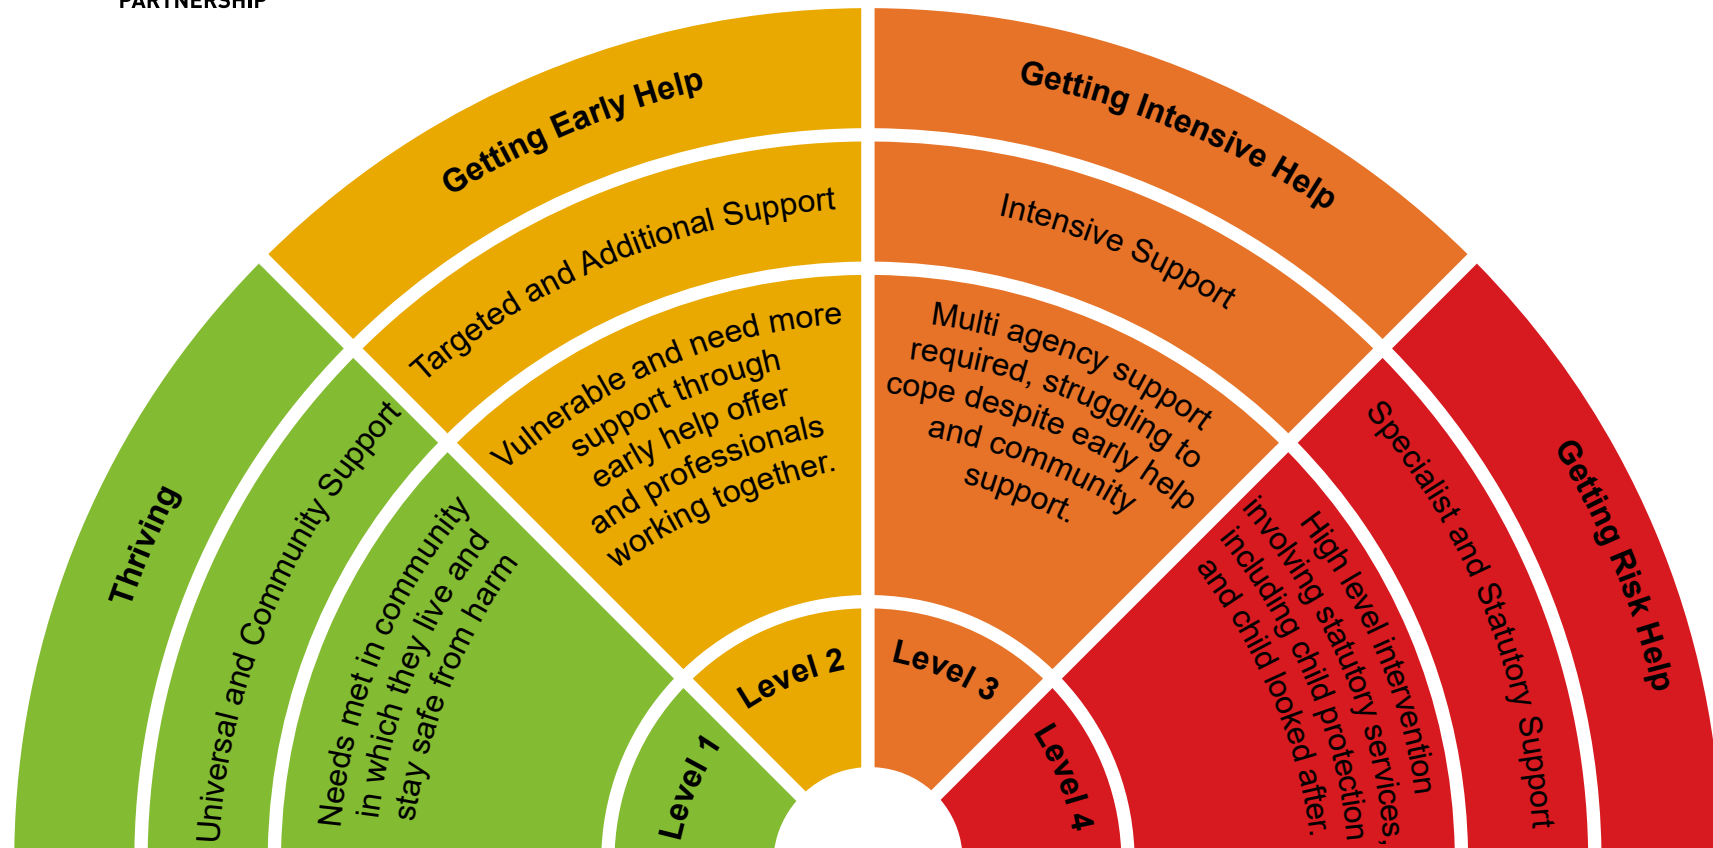 PARTNERSHIP
Thriving
Universal and Community Support
Needs met in community
in which they live and
stay safe from harm
Level 1
Getting Early Help
Targeted and Additional Support
Vulnerable and need more
support through
early help offer
and professionals
working together.
Level 2
Getting Intensive Help
Intensive Support
Multi agency support
required, struggling to
cope despite early help
and community
support.
Level 3
Getting Risk Help
Specialist and Statutory Support
High level intervention
involving statutory services,
including child protection
and child looked after.
Level 4